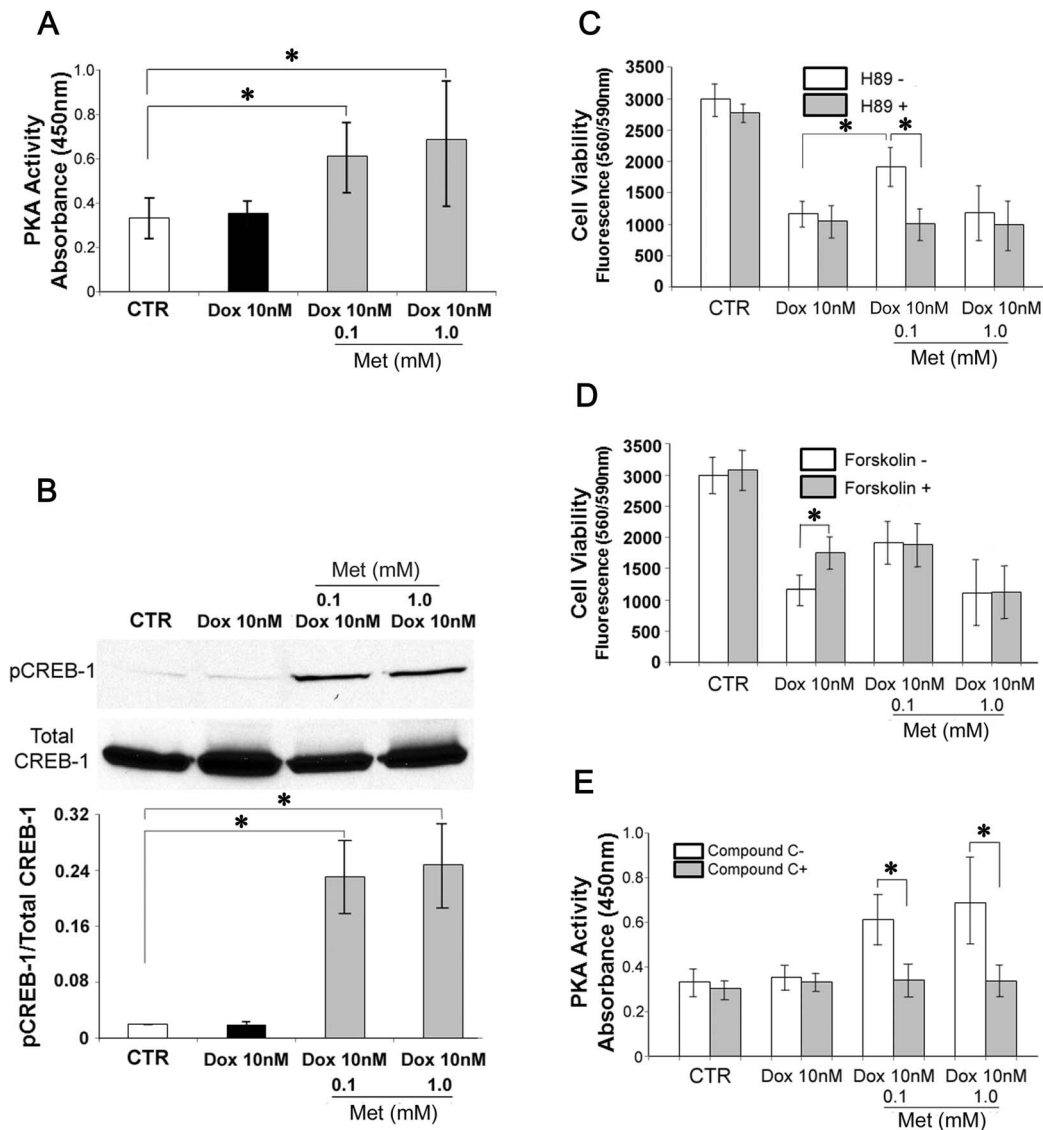 A
PKA Activity
Absorbance (450nm)
1.0
0.8
0.6
0.4
0.2
0
*
*
CTR
Dox 10nM
Dox 10nM
Dox 10nM
0.1
1.0
Met (mM)
B
Met (mM)
0.1
1.0
CTR
Dox 10nM
Dox 10nM
Dox 10nM
pCREB-1
Total
CREB-1
pCREB-1/Total CREB-1
0.32
0.24
0.16
0.08
0
*
*
CTR
Dox 10nM
Dox 10nM
Dox 10nM
0.1
1.0
Met (mM)
C
Cell Viability
Fluorescence (560/590nm)
3500
3000
2500
2000
1500
1000
500
0
H89 -
H89 +
*
*
CTR
Dox 10nM
Dox 10nM
Dox 10nM
0.1
1.0
Met (mM)
D
Cell Viability
Fluorescence (560/590nm)
3500
3000
2500
2000
1500
1000
500
0
Forskolin -
Forskolin +
*
CTR
Dox 10nM
Dox 10nM
Dox 10nM
0.1
1.0
Met (mM)
E
PKA Activity
Absorbance (450nm)
1.0
0.8
0.6
0.4
0.2
0
Compound C-
Compound C+
*
*
CTR
Dox 10nM
Dox 10nM
Dox 10nM
0.1
1.0
Met (mM)